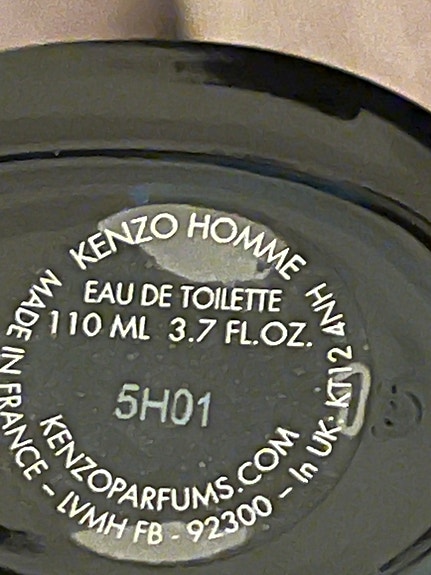 KENZO HOMME
EAU DE TOILETTE
110 ML 3.7 FL.OZ.
5H01
KENZOPARFUMS.COM
MADE IN FRANCE - LVMH FB - 92300 - In UK: KT12 4NH